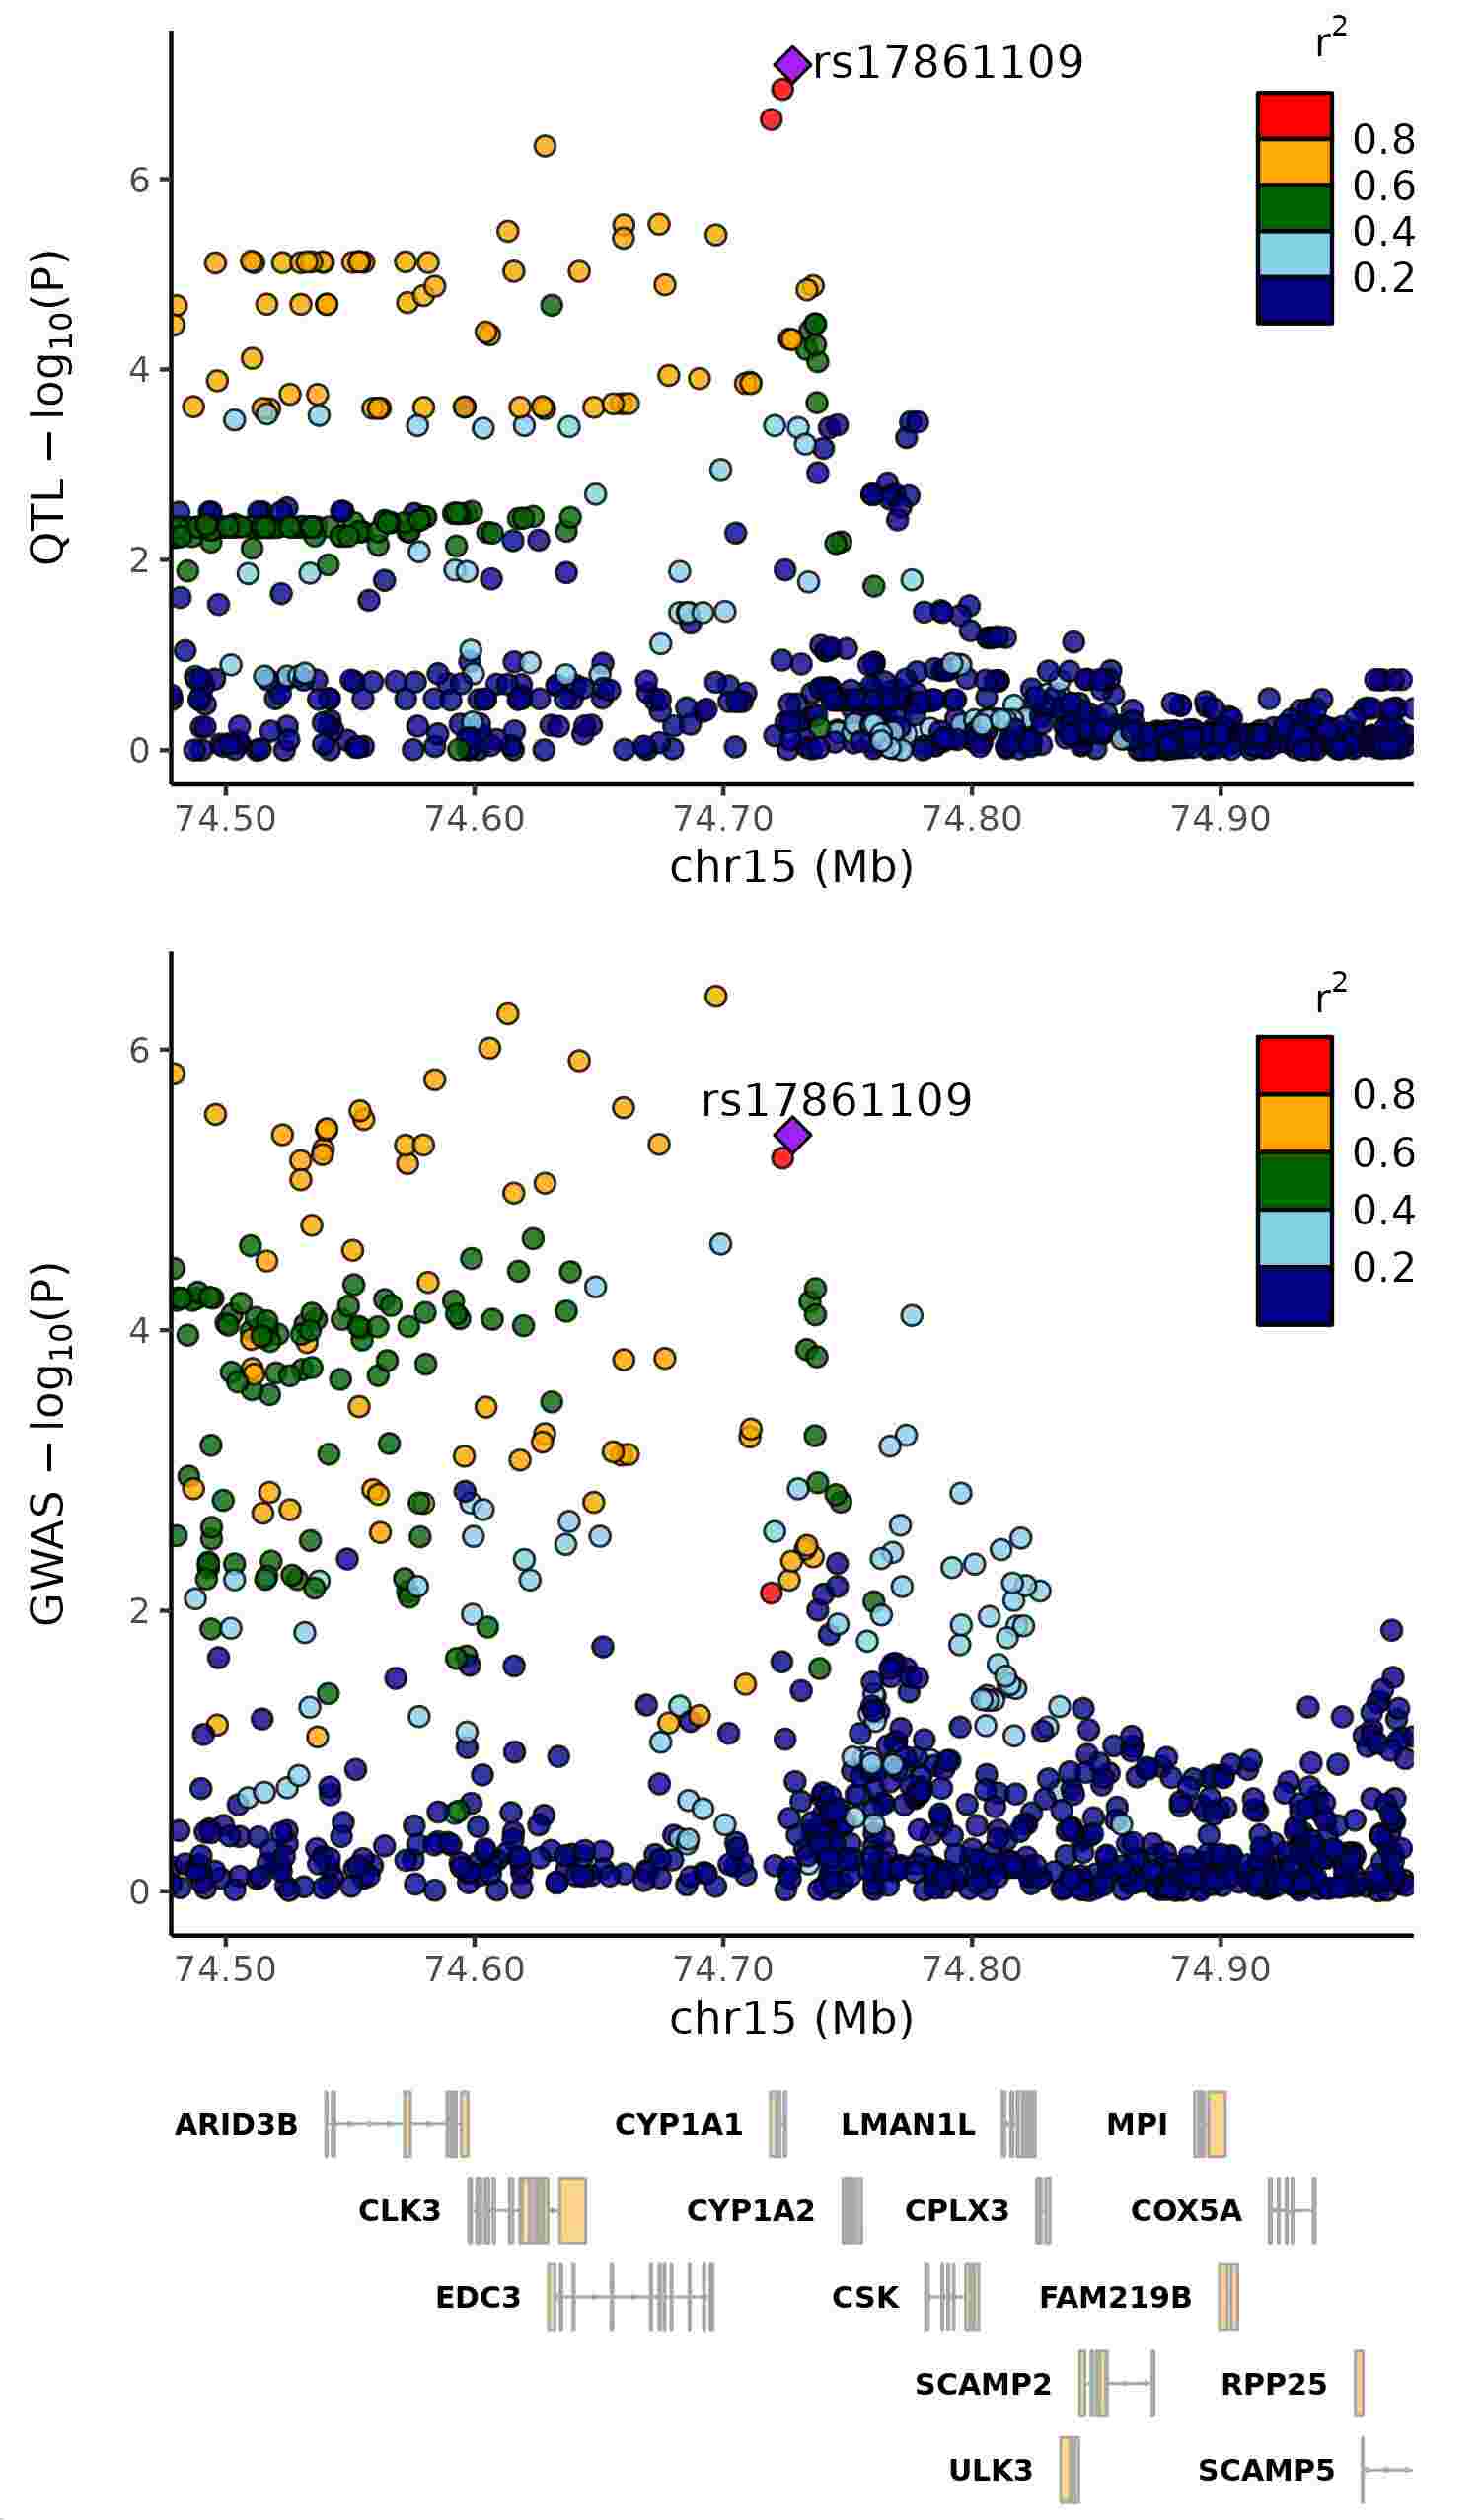 r²
rs17861109
0.8
0.6
0.4
0.2
QTL −log₁₀(P)
6
4
2
0
74.50 74.60 74.70 74.80 74.90
chr15 (Mb)
r²
rs17861109
0.8
0.6
0.4
0.2
GWAS −log₁₀(P)
6
4
2
0
74.50 74.60 74.70 74.80 74.90
chr15 (Mb)
ARID3B CYP1A1 LMAN1L MPI
CLK3 CYP1A2 CPLX3 COX5A
EDC3 CSK FAM219B
SCAMP2 RPP25
ULK3 SCAMP5